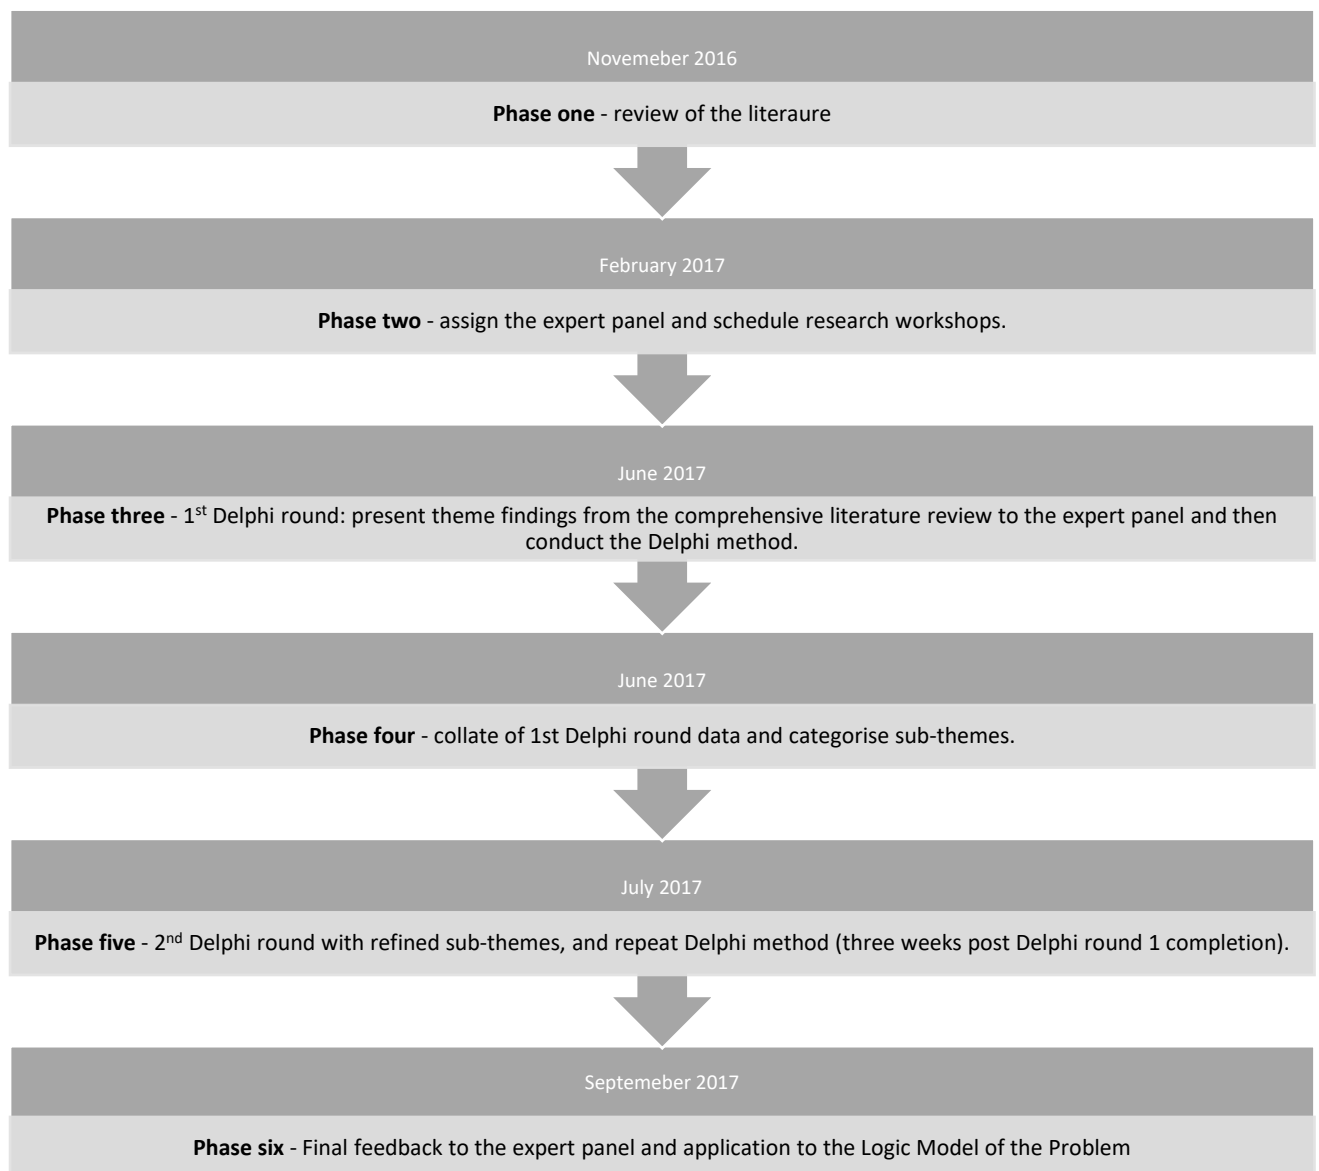 Novemeber 2016
Phase one - review of the literaure
February 2017
Phase two - assign the expert panel and schedule research workshops.
June 2017
Phase three - 1st Delphi round: present theme findings from the comprehensive literature review to the expert panel and then
conduct the Delphi method.
June 2017
Phase four - collate of 1st Delphi round data and categorise sub-themes.
July 2017
Phase five - 2nd Delphi round with refined sub-themes, and repeat Delphi method (three weeks post Delphi round 1 completion).
Septemeber 2017
Phase six - Final feedback to the expert panel and application to the Logic Model of the Problem